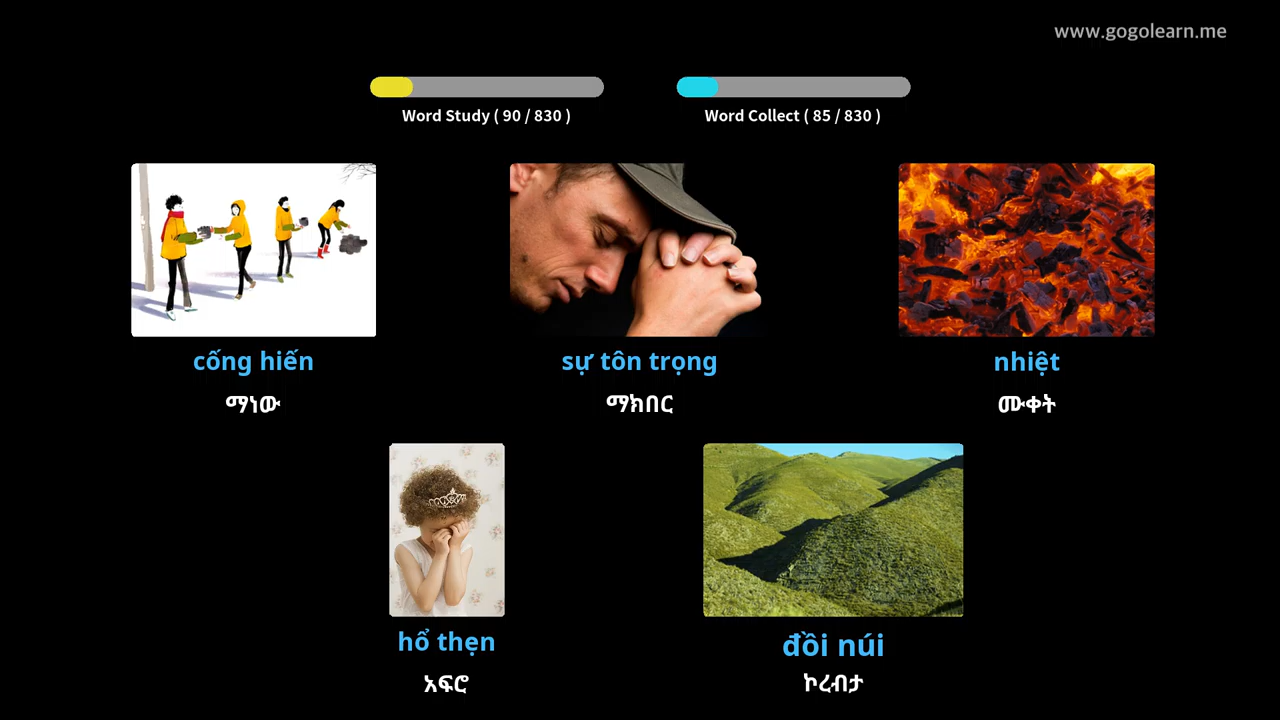 www.gogolearn.me
Word Study ( 90 / 830 )
Word Collect ( 85 / 830 )
cống hiến
sự tôn trọng
nhiệt
ማነው
ማክበር
ሙቀት
hổ thẹn
đồi núi
አፍሮ
ኮረብታ